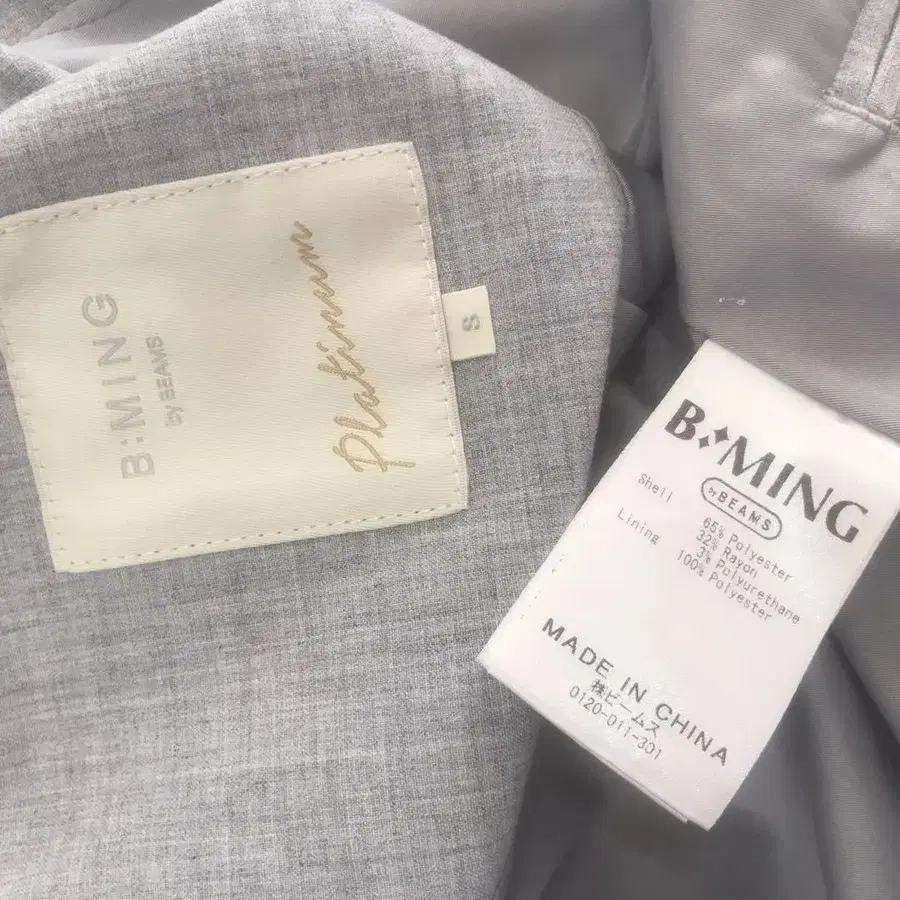 B:MING
by BEAMS
Platinum
S
B:MING
by BEAMS
Shell 65% Polyester
32% Rayon
3% Polyurethane
Lining 100% Polyester
MADE IN CHINA
㈱ビームス
0120-011-301